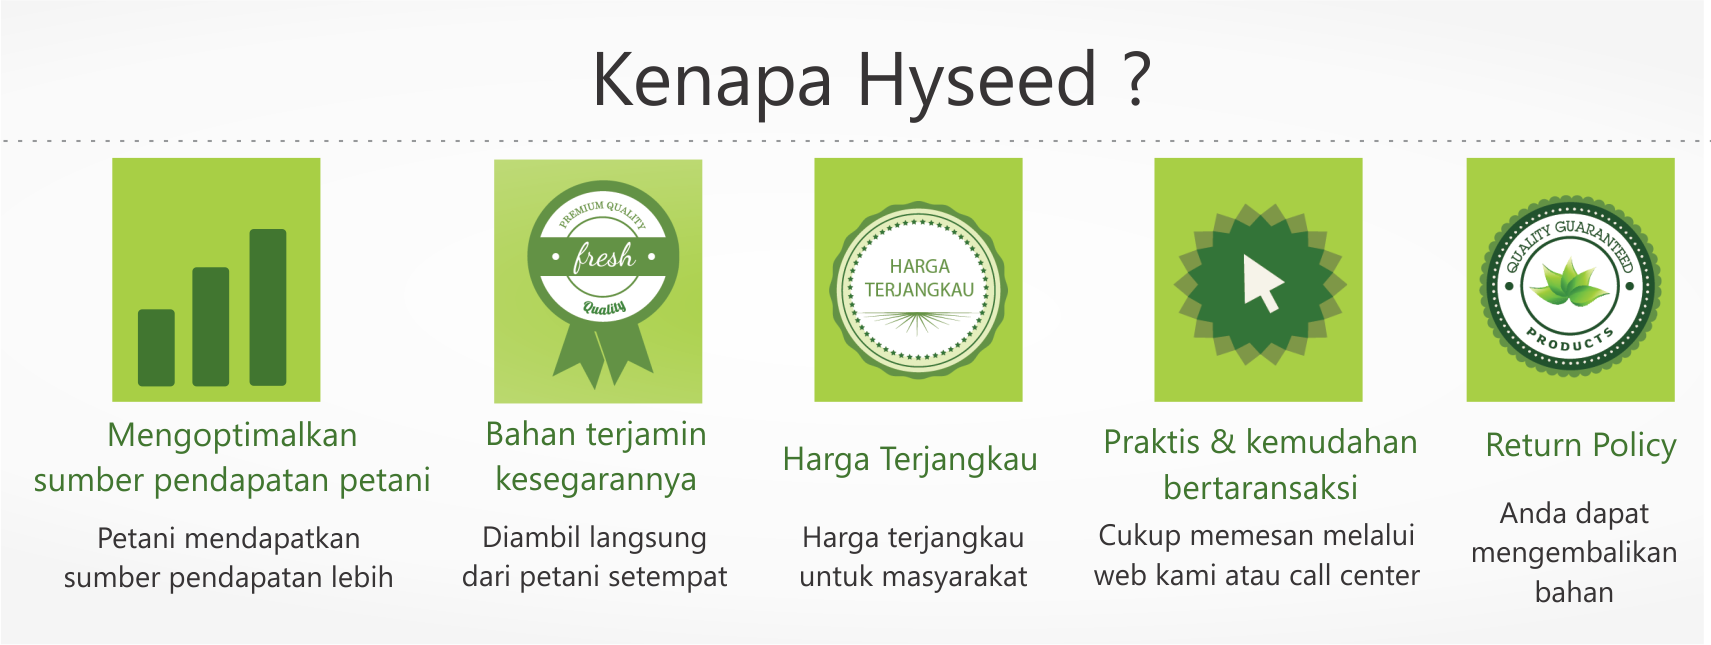 Kenapa Hyseed ?
PREMIUM QUALITY
fresh
Quality
HARGA
TERJANGKAU
QUALITY GUARANTEED
PRODUCTS
Mengoptimalkan
sumber pendapatan petani
Petani mendapatkan
sumber pendapatan lebih
Bahan terjamin
kesegarannya
Diambil langsung
dari petani setempat
Harga Terjangkau
Harga terjangkau
untuk masyarakat
Praktis & kemudahan
bertaransaksi
Cukup memesan melalui
web kami atau call center
Return Policy
Anda dapat
mengembalikan
bahan